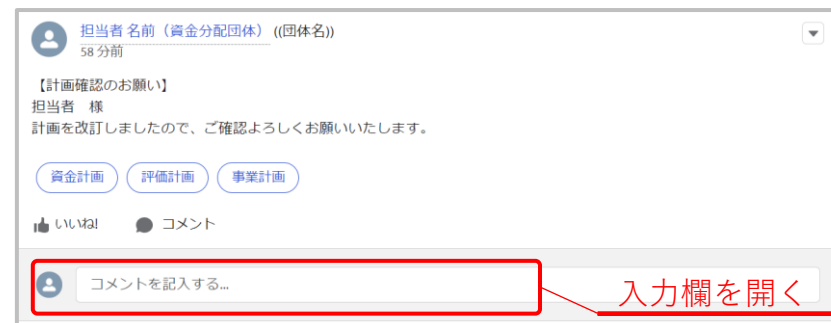 担当者 名前（資金分配団体） ((団体名))
58 分前
【計画確認のお願い】
担当者　様
計画を改訂しましたので、ご確認よろしくお願いいたします。
資金計画 評価計画 事業計画
いいね! コメント
コメントを記入する...
入力欄を開く